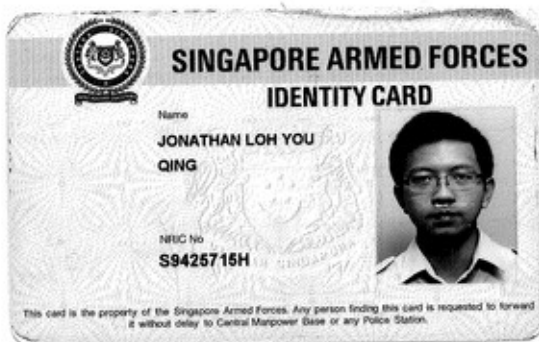 SINGAPORE ARMED FORCES
IDENTITY CARD
Name
JONATHAN LOH YOU
QING
NRIC No
S9425715H
This card is the property of the Singapore Armed Forces. Any person finding this card is requested to forward
it without delay to Central Manpower Base or any Police Station.